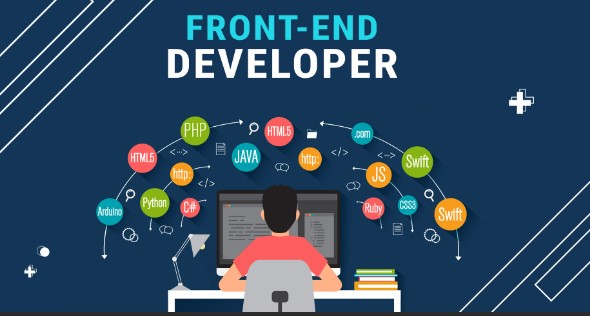 FRONT-END
DEVELOPER
PHP
HTML5
.com
HTML5
JAVA
http:
Swift
http:
JS
Arduino
Python
C#
Ruby
CSS3
Swift